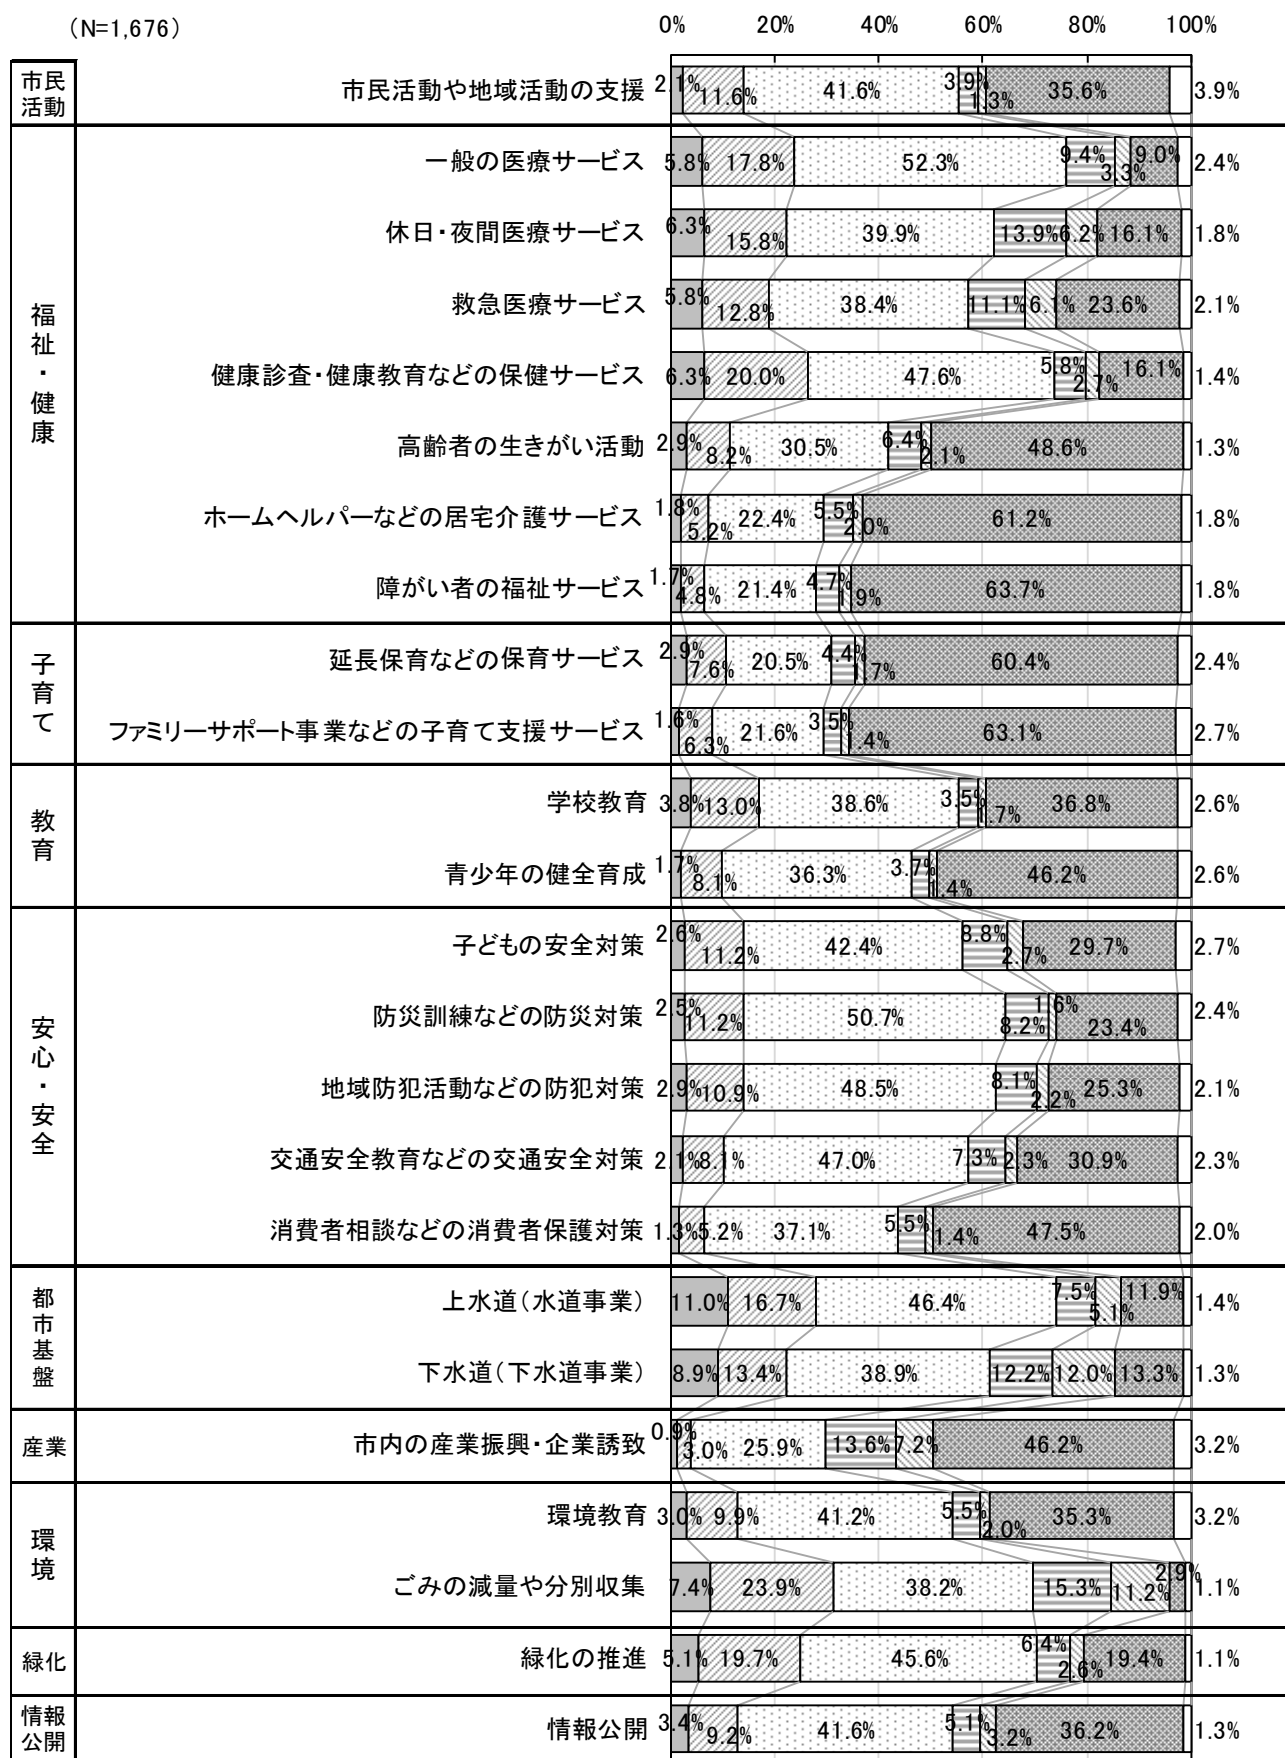 （N=1,676）
0% 20% 40% 60% 80% 100%
市民活動
市民活動や地域活動の支援 2.1% 11.6% 41.6% 3.9% 1.3% 35.6% 3.9%
福祉・健康
一般の医療サービス 5.8% 17.8% 52.3% 9.4% 3.3% 9.0% 2.4%
休日・夜間医療サービス 6.3% 15.8% 39.9% 13.9% 6.2% 16.1% 1.8%
救急医療サービス 5.8% 12.8% 38.4% 11.1% 6.1% 23.6% 2.1%
健康診査・健康教育などの保健サービス 6.3% 20.0% 47.6% 5.8% 2.7% 16.1% 1.4%
高齢者の生きがい活動 2.9% 8.2% 30.5% 6.4% 2.1% 48.6% 1.3%
ホームヘルパーなどの居宅介護サービス 1.8% 5.2% 22.4% 5.5% 2.0% 61.2% 1.8%
障がい者の福祉サービス 1.7% 4.8% 21.4% 4.7% 1.9% 63.7% 1.8%
子育て
延長保育などの保育サービス 2.9% 7.6% 20.5% 4.4% 1.7% 60.4% 2.4%
ファミリーサポート事業などの子育て支援サービス 1.6% 6.3% 21.6% 3.5% 1.4% 63.1% 2.7%
教育
学校教育 3.8% 13.0% 38.6% 3.5% 1.7% 36.8% 2.6%
青少年の健全育成 1.7% 8.1% 36.3% 3.7% 1.4% 46.2% 2.6%
安心・安全
子どもの安全対策 2.6% 11.2% 42.4% 8.8% 2.7% 29.7% 2.7%
防災訓練などの防災対策 2.5% 11.2% 50.7% 8.2% 1.6% 23.4% 2.4%
地域防犯活動などの防犯対策 2.9% 10.9% 48.5% 8.1% 2.2% 25.3% 2.1%
交通安全教育などの交通安全対策 2.1% 8.1% 47.0% 7.3% 2.3% 30.9% 2.3%
消費者相談などの消費者保護対策 1.3% 5.2% 37.1% 5.5% 1.4% 47.5% 2.0%
都市基盤
上水道（水道事業） 11.0% 16.7% 46.4% 7.5% 5.1% 11.9% 1.4%
下水道（下水道事業） 8.9% 13.4% 38.9% 12.2% 12.0% 13.3% 1.3%
産業
市内の産業振興・企業誘致 0.9% 3.0% 25.9% 13.6% 7.2% 46.2% 3.2%
環境
環境教育 3.0% 9.9% 41.2% 5.5% 2.0% 35.3% 3.2%
ごみの減量や分別収集 7.4% 23.9% 38.2% 15.3% 11.2% 2.9% 1.1%
緑化
緑化の推進 5.1% 19.7% 45.6% 6.4% 2.6% 19.4% 1.1%
情報公開
情報公開 3.4% 9.2% 41.6% 5.1% 3.2% 36.2% 1.3%